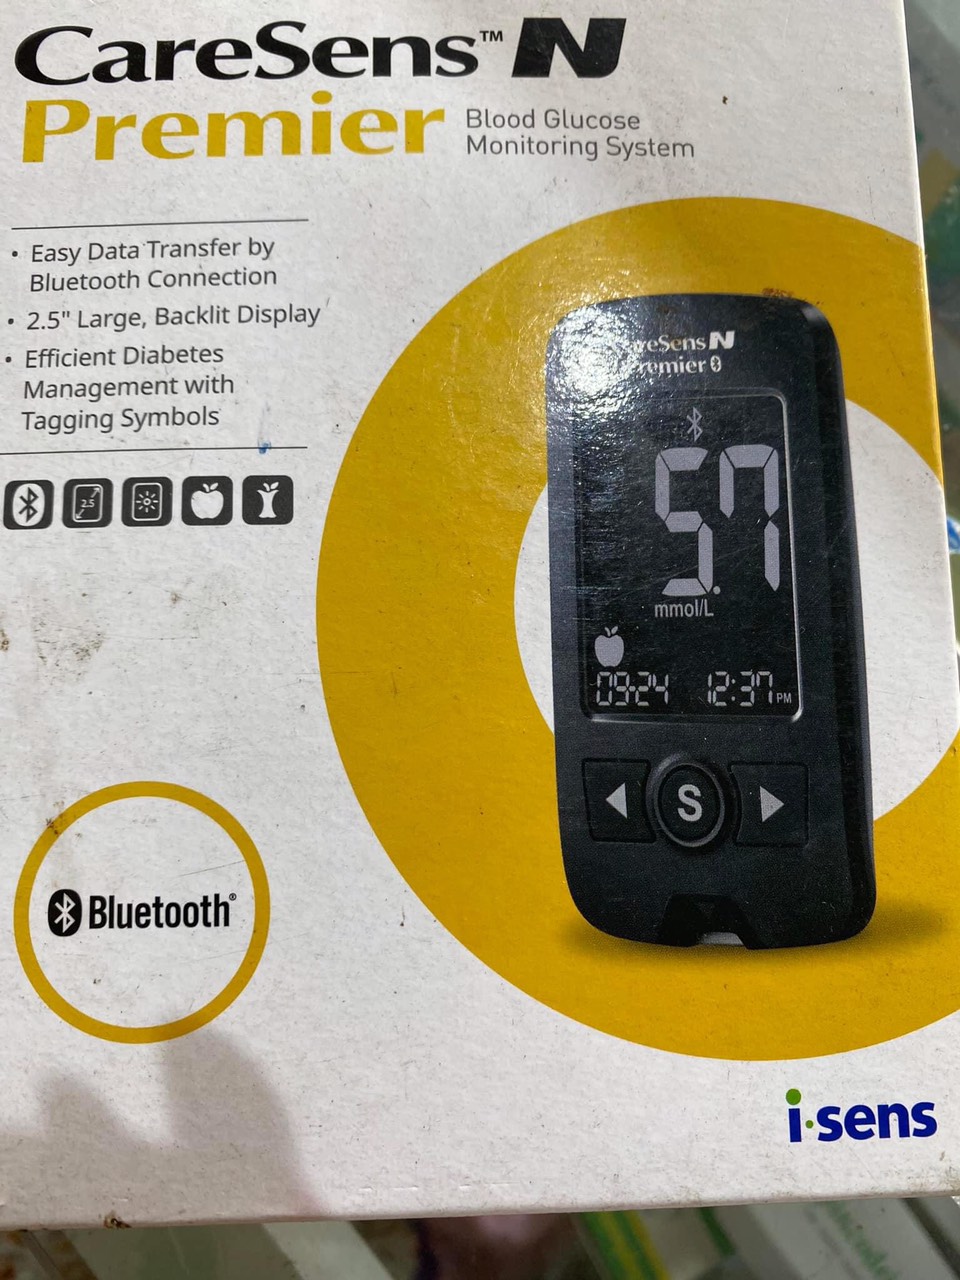 CareSens™ N
Premier
Blood Glucose
Monitoring System
• Easy Data Transfer by
Bluetooth Connection
• 2.5" Large, Backlit Display
• Efficient Diabetes
Management with
Tagging Symbols
2.5
CareSens N
Premier
5.7
mmol/L
09-24 12:37 PM
S
Bluetooth®
i·sens